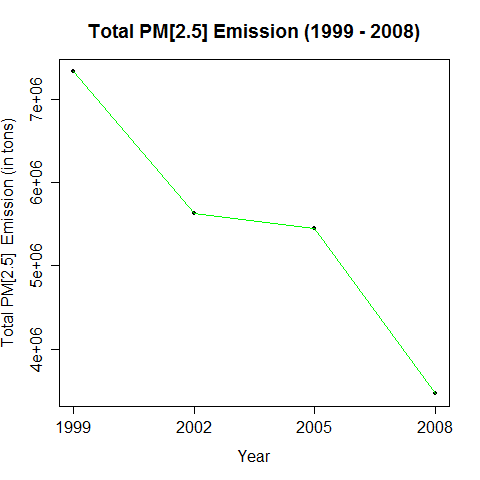 Total PM[2.5] Emission (1999 - 2008)
Total PM[2.5]  Emission (in tons)
7e+06
6e+06
5e+06
4e+06
1999 2002 2005 2008
Year